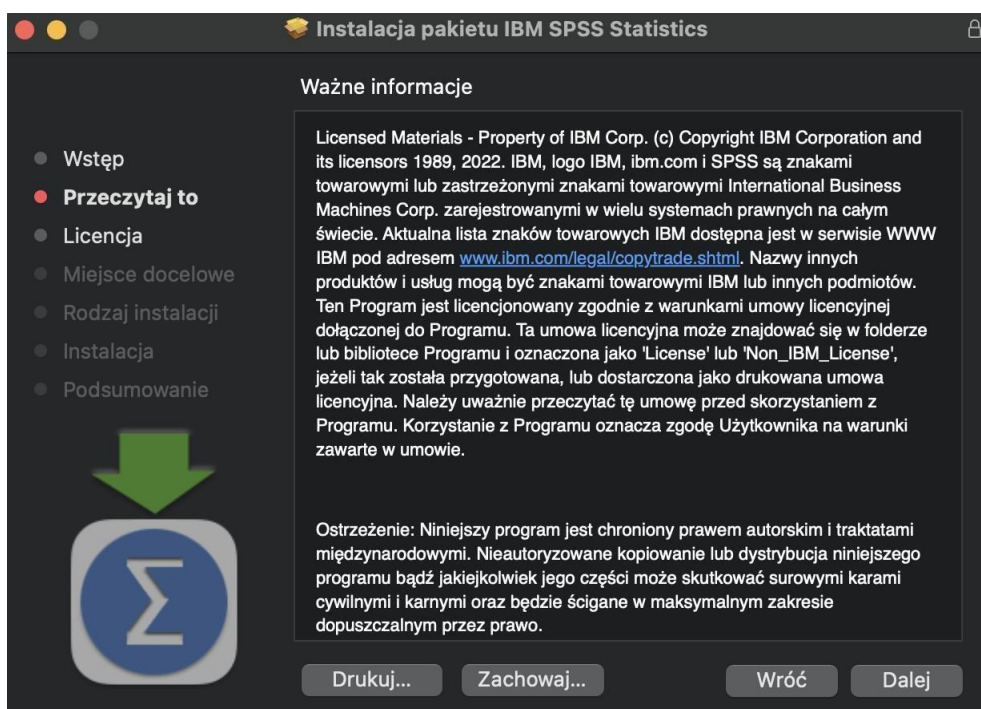 Instalacja pakietu IBM SPSS Statistics
Ważne informacje
Wstęp
Przeczytaj to
Licencja
Miejsce docelowe
Rodzaj instalacji
Instalacja
Podsumowanie
Licensed Materials - Property of IBM Corp. (c) Copyright IBM Corporation and
its licensors 1989, 2022. IBM, logo IBM, ibm.com i SPSS są znakami
towarowymi lub zastrzeżonymi znakami towarowymi International Business
Machines Corp. zarejestrowanymi w wielu systemach prawnych na całym
świecie. Aktualna lista znaków towarowych IBM dostępna jest w serwisie WWW
IBM pod adresem www.ibm.com/legal/copytrade.shtml. Nazwy innych
produktów i usług mogą być znakami towarowymi IBM lub innych podmiotów.
Ten Program jest licencjonowany zgodnie z warunkami umowy licencyjnej
dołączonej do Programu. Ta umowa licencyjna może znajdować się w folderze
lub bibliotece Programu i oznaczona jako 'License' lub 'Non_IBM_License',
jeżeli tak została przygotowana, lub dostarczona jako drukowana umowa
licencyjna. Należy uważnie przeczytać tę umowę przed skorzystaniem z
Programu. Korzystanie z Programu oznacza zgodę Użytkownika na warunki
zawarte w umowie.
Ostrzeżenie: Niniejszy program jest chroniony prawem autorskim i traktatami
międzynarodowymi. Nieautoryzowane kopiowanie lub dystrybucja niniejszego
programu bądź jakiejkolwiek jego części może skutkować surowymi karami
cywilnymi i karnymi oraz będzie ścigane w maksymalnym zakresie
dopuszczalnym przez prawo.
Σ
Drukuj...
Zachowaj...
Wróć
Dalej